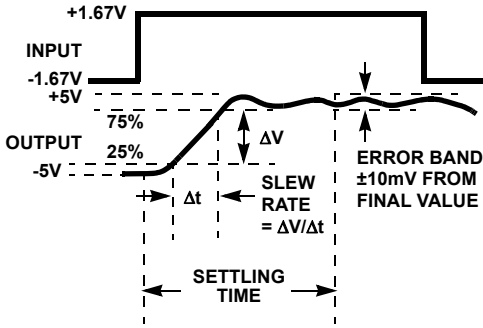 +1.67V
INPUT
-1.67V
+5V
75%
OUTPUT
25%
-5V
ΔV
Δt
SLEW
RATE
= ΔV/Δt
ERROR BAND
±10mV FROM
FINAL VALUE
SETTLING
TIME